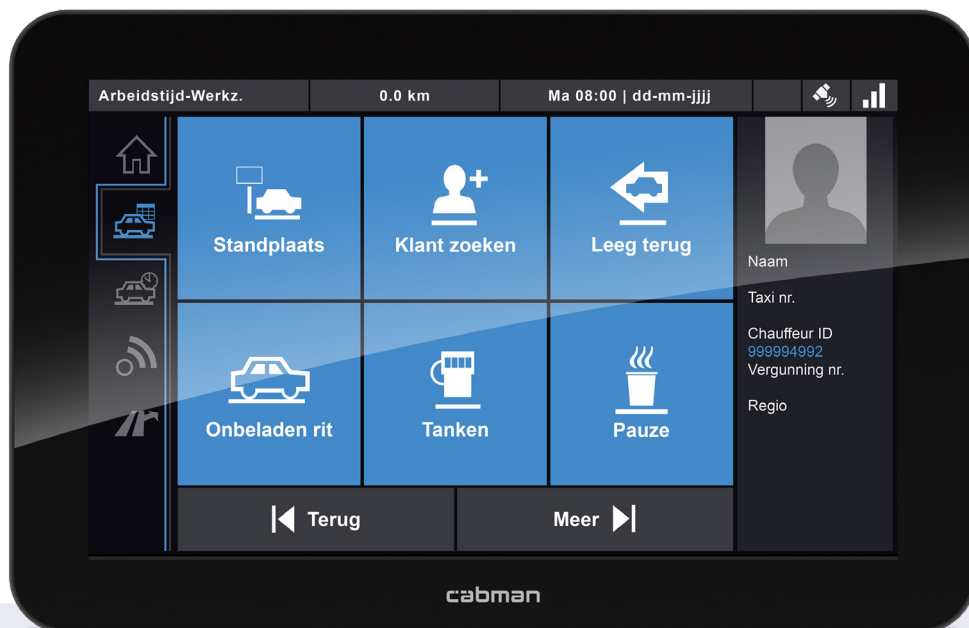 Arbeidstijd-Werkz.
0.0 km
Ma 08:00 | dd-mm-jjjj
Standplaats
Klant zoeken
Leeg terug
Onbeladen rit
Tanken
Pauze
Terug
Meer
Naam
Taxi nr.
Chauffeur ID
999994992
Vergunning nr.
Regio
cabman